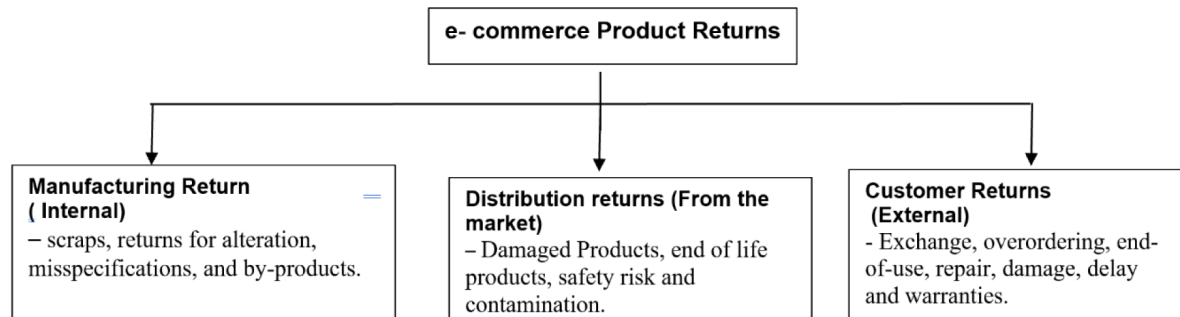 e- commerce Product Returns
Manufacturing Return
( Internal)
– scraps, returns for alteration,
misspecifications, and by-products.
Distribution returns (From the
market)
– Damaged Products, end of life
products, safety risk and
contamination.
Customer Returns
(External)
- Exchange, overordering, end-
of-use, repair, damage, delay
and warranties.